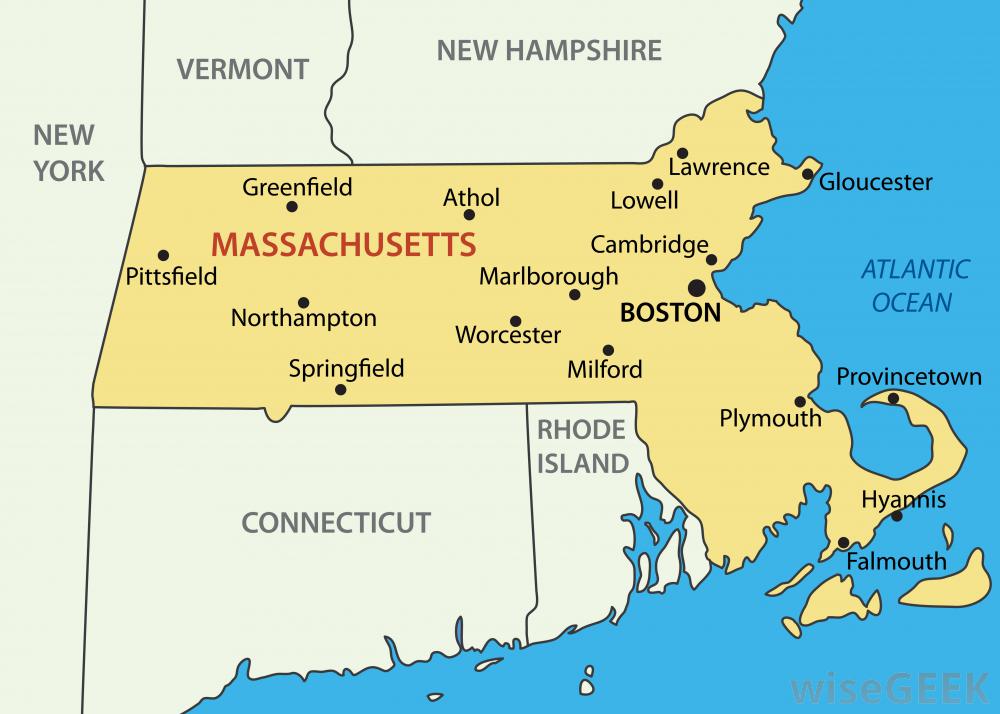 VERMONT
NEW HAMPSHIRE
NEW
YORK
Lawrence
Greenfield
Athol
Lowell
Gloucester
MASSACHUSETTS
Cambridge
Pittsfield
Marlborough
ATLANTIC
OCEAN
Northampton
BOSTON
Worcester
Springfield
Milford
Provincetown
Plymouth
RHODE
ISLAND
Hyannis
CONNECTICUT
Falmouth
wiseGEEK